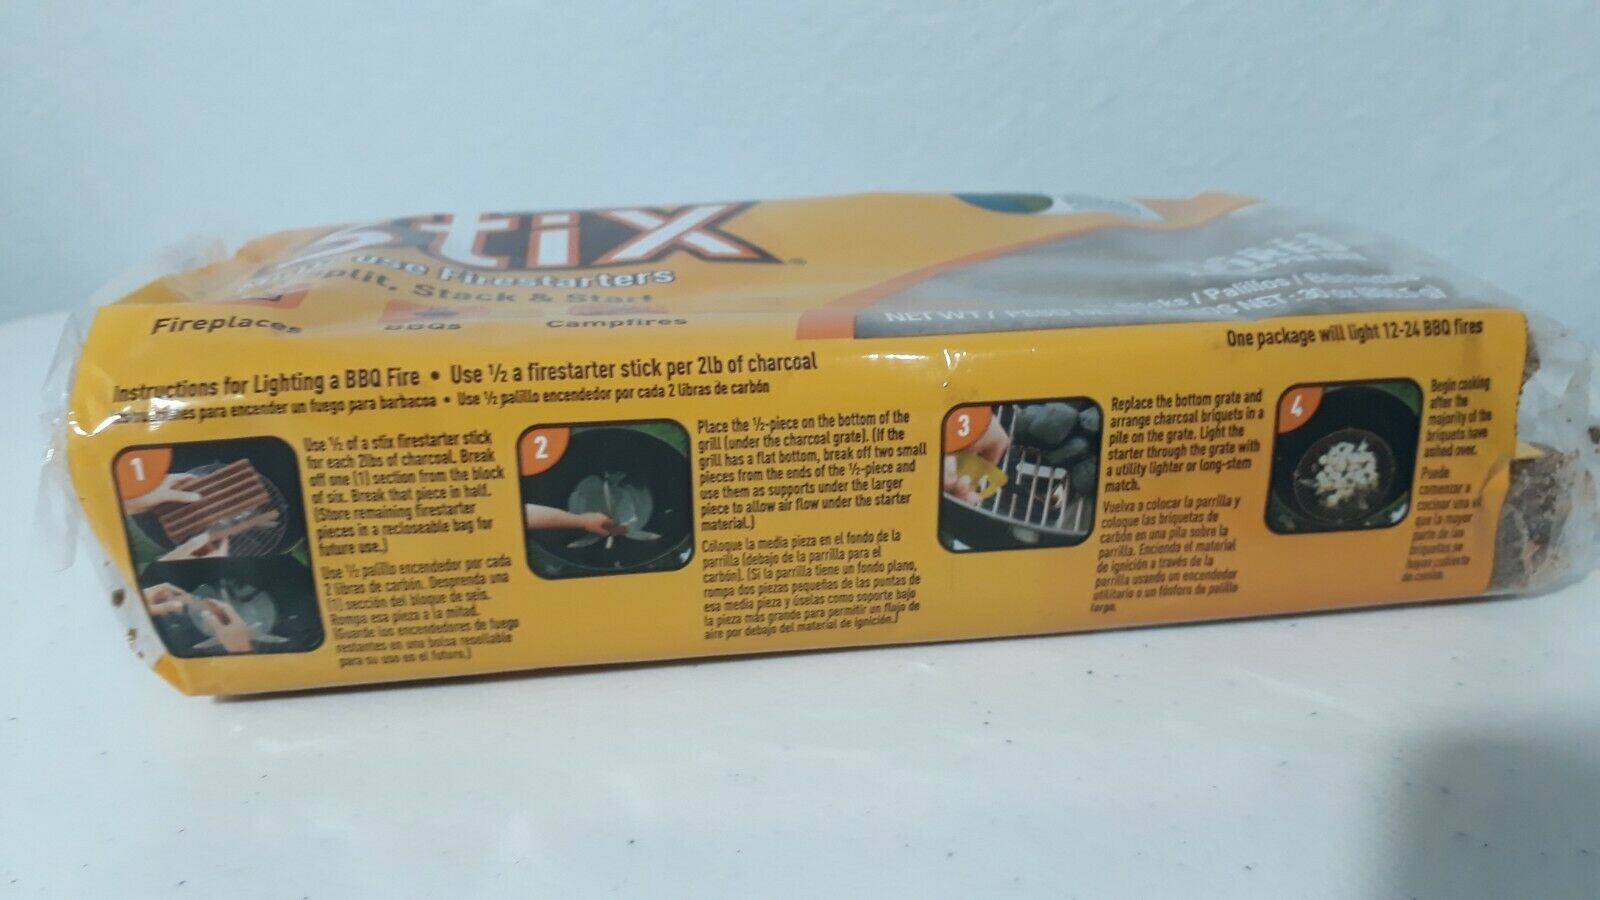 stix
use Firestarters
split, Stack & Start
Fireplaces
BBQs
Campfires
NET WT / PESO
/ Palillos /
NET
One package will light 12-24 BBQ fires
Instructions for Lighting a BBQ Fire • Use ½ a firestarter stick per 2lb of charcoal
para encender un fuego para barbacoa • Use ½ palillo encendedor por cada 2 libras de carbón
1
Use ½ of a stix firestarter stick
for each 2lbs of charcoal. Break
off one (1) section from the block
of six. Break that piece in half.
(Store remaining firestarter
pieces in a recloseable bag for
future use.)
Use ½ palillo encendedor por cada
2 libras de carbón. Desprenda una
(1) sección del bloque de seis.
Rompa esa pieza a la mitad.
(Guarde los encendedores de fuego
restantes en una bolsa resellable
para su uso en el futuro.)
2
Place the ½-piece on the bottom of the
grill (under the charcoal grate). (If the
grill has a flat bottom, break off two small
pieces from the ends of the ½-piece and
use them as supports under the larger
piece to allow air flow under the starter
material.)
Coloque la media pieza en el fondo de la
parrilla (debajo de la parrilla para el
carbón). (Si la parrilla tiene un fondo plano,
rompa dos piezas pequeñas de las puntas de
esa media pieza y úselas como soporte bajo
la pieza más grande para permitir un flujo de
aire por debajo del material de ignición.)
3
Replace the bottom grate and
arrange charcoal briquets in a
pile on the grate. Light the
starter through the grate with
a utility lighter or long-stem
match.
Vuelva a colocar la parrilla y
coloque las briquetas de
carbón en una pila sobre la
parrilla. Encienda el material
de ignición a través de la
parrilla usando un encendedor
utilitario o un fósforo de palillo
largo.
4
Begin cooking
after the
majority of the
briquets have
ashed over.
Puede
comenzar a
cocinar una
que la mayor
parte de las
briquetas se
hayan cubierto
de cenizas.